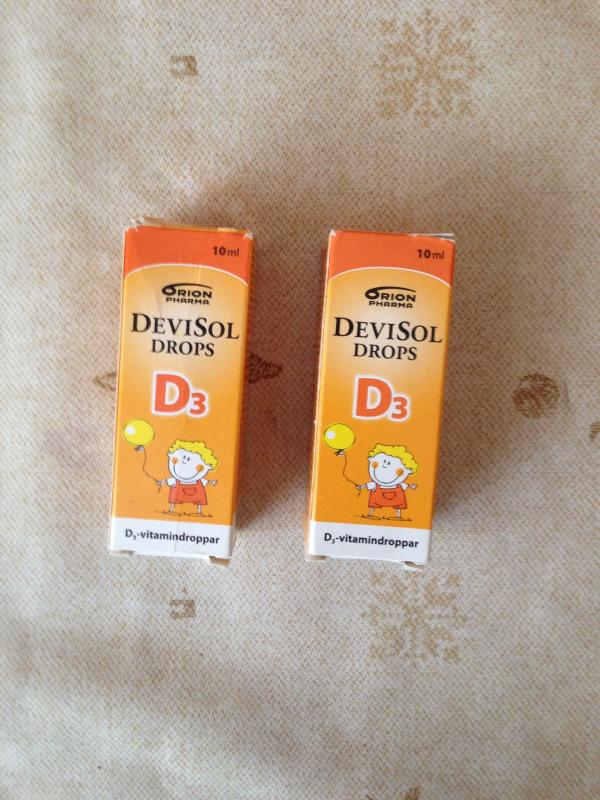 10ml
ORION
PHARMA
DEVISOL
DROPS
D3
D3-vitamindroppar
10ml
ORION
PHARMA
DEVISOL
DROPS
D3
D3-vitamindroppar